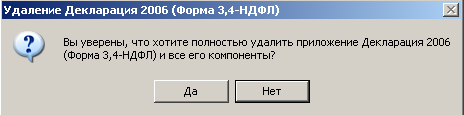 Удаление Декларация 2006 (Форма 3,4-НДФЛ)
Вы уверены, что хотите полностью удалить приложение Декларация 2006
(Форма 3,4-НДФЛ) и все его компоненты?
Да
Нет